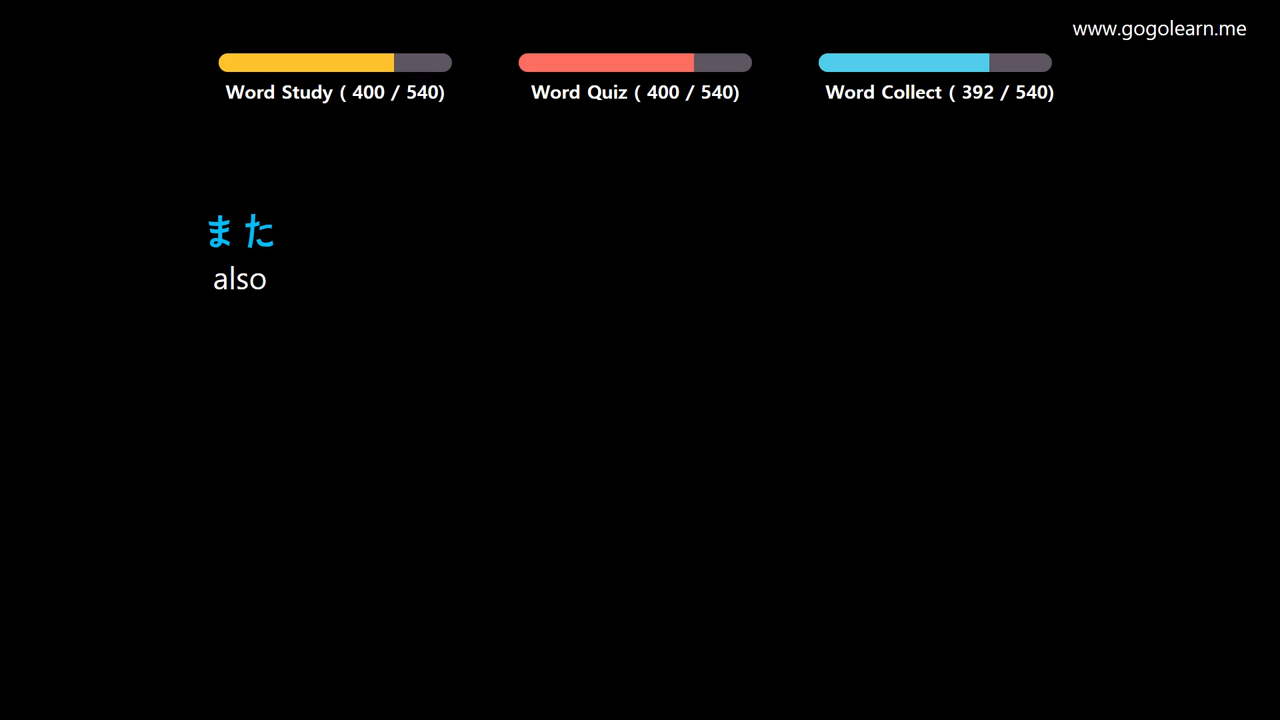 www.gogolearn.me
Word Study ( 400 / 540)
Word Quiz ( 400 / 540)
Word Collect ( 392 / 540)
また
also